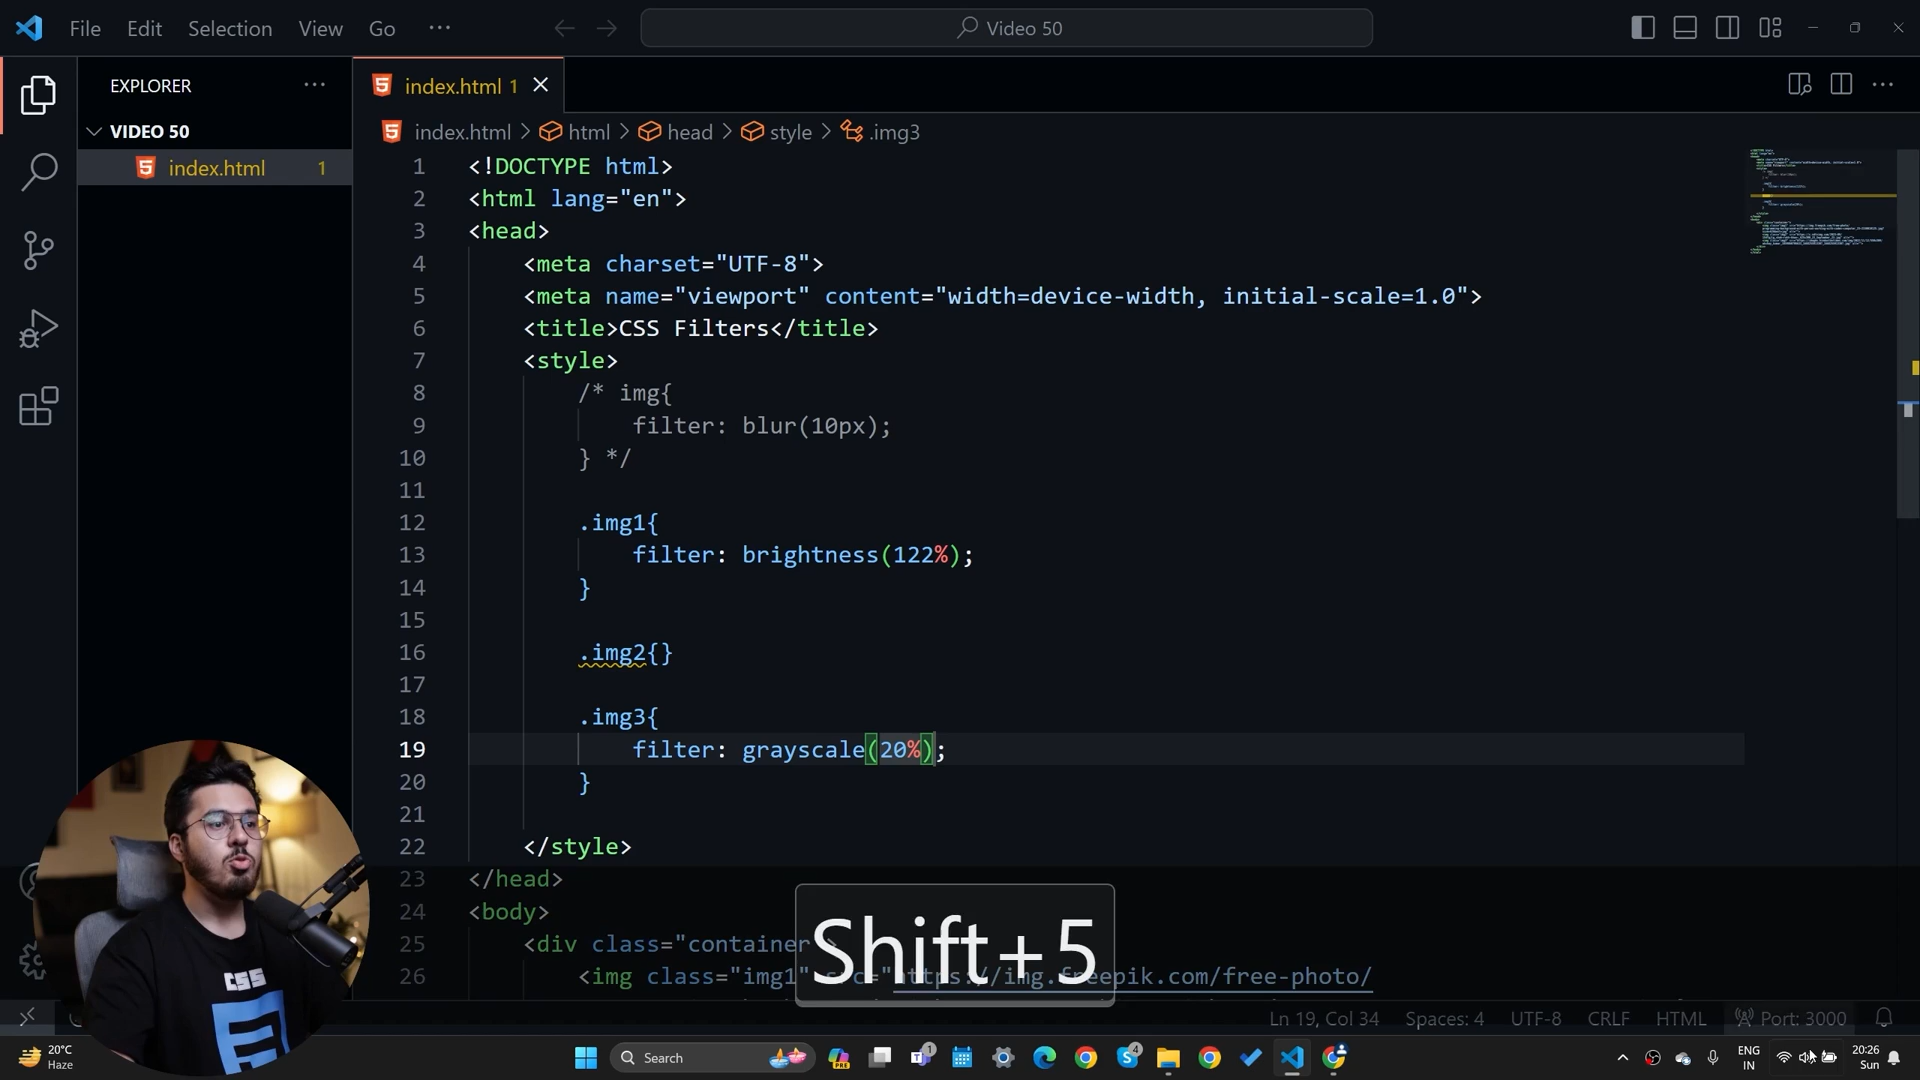 File Edit Selection View Go ... Video 50
EXPLORER ... index.html 1
VIDEO 50
index.html 1
index.html > html > head > style > .img3
1 <!DOCTYPE html>
2 <html lang="en">
3 <head>
4 <meta charset="UTF-8">
5 <meta name="viewport" content="width=device-width, initial-scale=1.0">
6 <title>CSS Filters</title>
7 <style>
8 /* img{
9 filter: blur(10px);
10 } */
11
12 .img1{
13 filter: brightness(122%);
14 }
15
16 .img2{}
17
18 .img3{
19 filter: grayscale(20%);
20 }
21
22 </style>
23 </head>
24 <body>
25 <div class="container
26 <img class="img1" src="https://img.freepik.com/free-photo/
Shift+5
CSS
Ln 19, Col 34 Spaces: 4 UTF-8 CRLF HTML Port: 3000
20°C
Haze
Search
PRE
1
4
ENG
IN
20:26
Sun